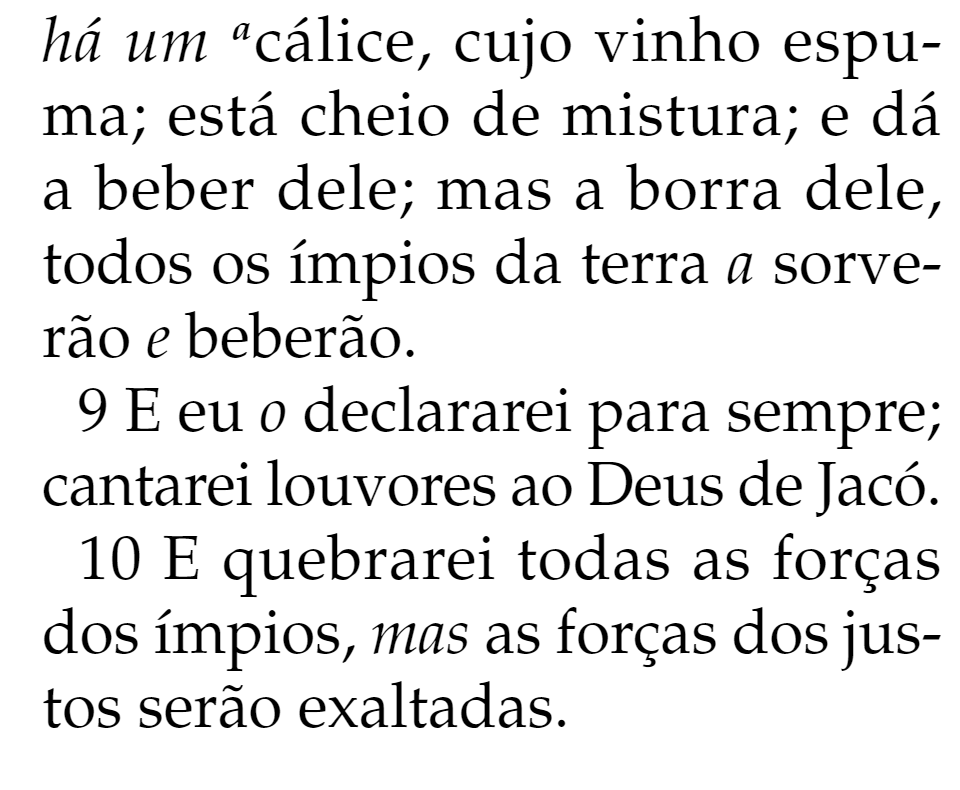 há um ᵃcálice, cujo vinho espu-
ma; está cheio de mistura; e dá
a beber dele; mas a borra dele,
todos os ímpios da terra a sorve-
rão e beberão.
9 E eu o declararei para sempre;
cantarei louvores ao Deus de Jacó.
10 E quebrarei todas as forças
dos ímpios, mas as forças dos jus-
tos serão exaltadas.